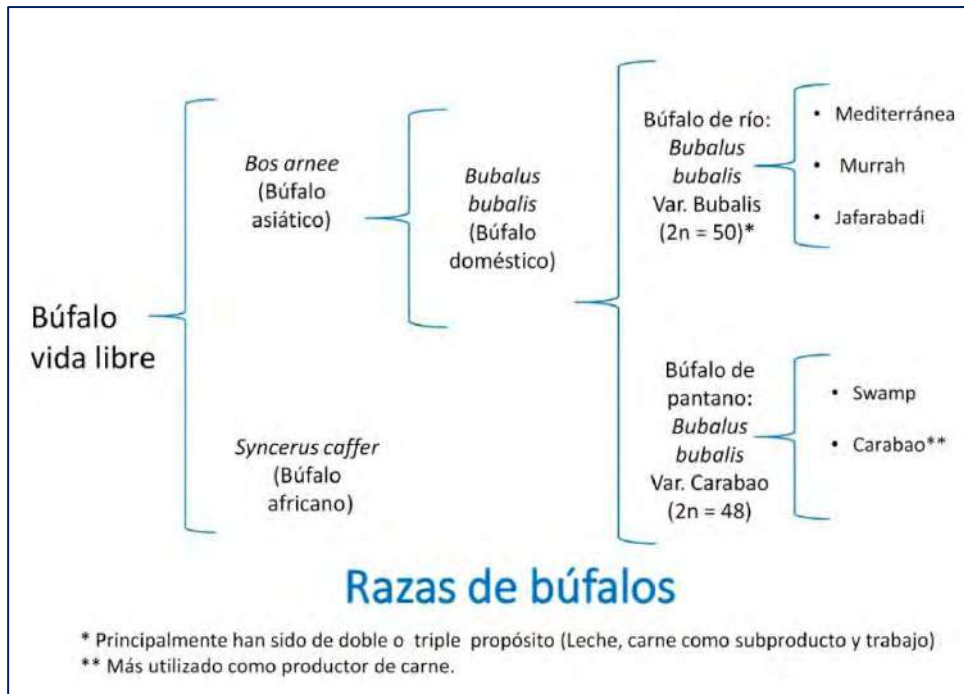 Búfalo
vida libre
Bos arnee
(Búfalo
asiático)
Syncerus caffer
(Búfalo
africano)
Bubalus
bubalis
(Búfalo
doméstico)
Búfalo de río:
Bubalus
bubalis
Var. Bubalis
(2n = 50)*
• Mediterránea
• Murrah
• Jafarabadi
Búfalo de
pantano:
Bubalus
bubalis
Var. Carabao
(2n = 48)
• Swamp
• Carabao**
Razas de búfalos
* Principalmente han sido de doble o triple propósito (Leche, carne como subproducto y trabajo)
** Más utilizado como productor de carne.